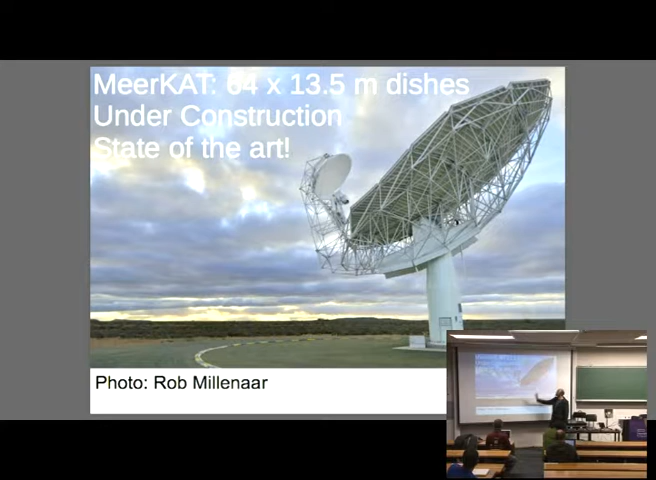 MeerKAT: 64 x 13.5 m dishes
Under Construction
State of the art!
Photo: Rob Millenaar